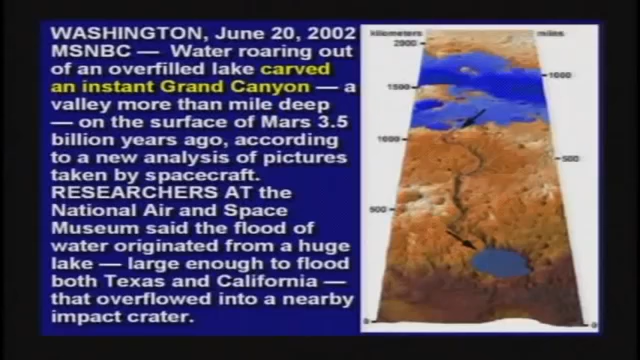 WASHINGTON, June 20, 2002
MSNBC — Water roaring out
of an overfilled lake carved
an instant Grand Canyon — a
valley more than mile deep
— on the surface of Mars 3.5
billion years ago, according
to a new analysis of pictures
taken by spacecraft.
RESEARCHERS AT the
National Air and Space
Museum said the flood of
water originated from a huge
lake — large enough to flood
both Texas and California —
that overflowed into a nearby
impact crater.
kilometers miles
2000
1000
1500
1000
500
500
0 0